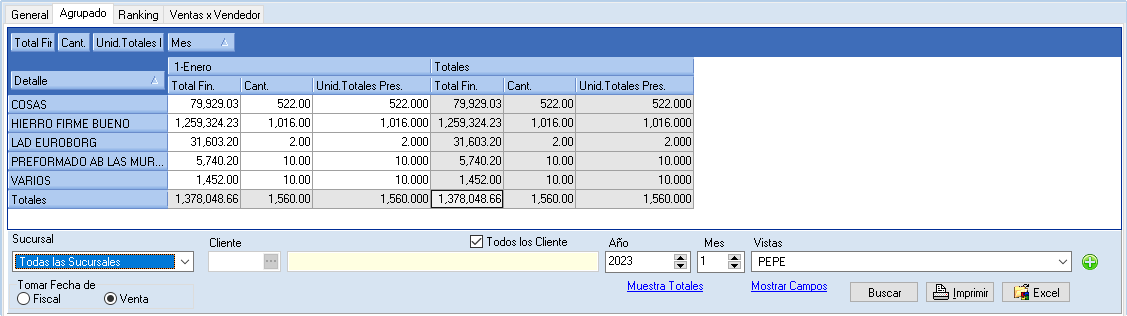 General Agrupado Ranking Ventas x Vendedor
Total Fin Cant. Unid.Totales I Mes
1-Enero Totales
Detalle
Total Fin. Cant. Unid.Totales Pres. Total Fin. Cant. Unid.Totales Pres.
COSAS 79,929.03 522.00 522.000 79,929.03 522.00 522.000
HIERRO FIRME BUENO 1,259,324.23 1,016.00 1,016.000 1,259,324.23 1,016.00 1,016.000
LAD EUROBORG 31,603.20 2.00 2.000 31,603.20 2.00 2.000
PREFORMADO AB LAS MUR... 5,740.20 10.00 10.000 5,740.20 10.00 10.000
VARIOS 1,452.00 10.00 10.000 1,452.00 10.00 10.000
Totales 1,378,048.66 1,560.00 1,560.000 1,378,048.66 1,560.00 1,560.000
Sucursal Cliente Todos los Cliente Año Mes Vistas
Todas las Sucursales ... 2023 1 PEPE
Tomar Fecha de Muestra Totales Mostrar Campos
Fiscal Venta Buscar Imprimir Excel